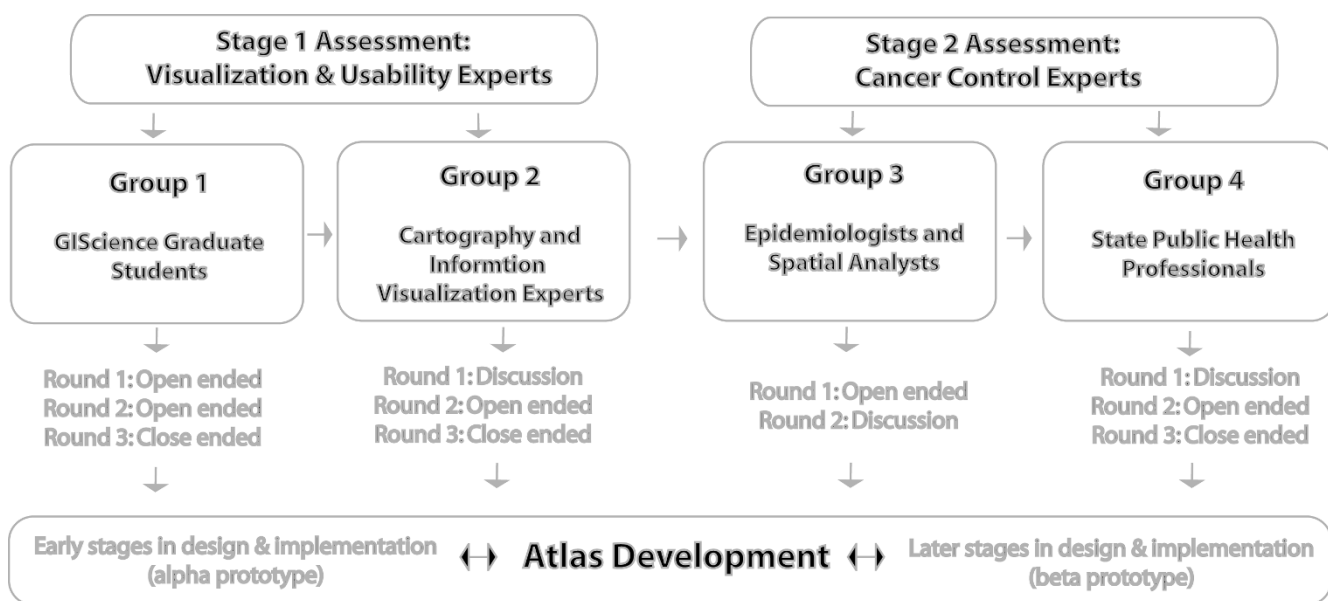 Stage 1 Assessment:
Visualization & Usability Experts
Stage 2 Assessment:
Cancer Control Experts
Group 1
GIScience Graduate
Students
Group 2
Cartography and
Informtion
Visualization Experts
Group 3
Epidemiologists and
Spatial Analysts
Group 4
State Public Health
Professionals
Round 1: Open ended
Round 2: Open ended
Round 3: Close ended
Round 1: Discussion
Round 2: Open ended
Round 3: Close ended
Round 1: Open ended
Round 2: Discussion
Round 1: Discussion
Round 2: Open ended
Round 3: Close ended
Early stages in design & implementation
(alpha prototype)
Atlas Development
Later stages in design & implementation
(beta prototype)